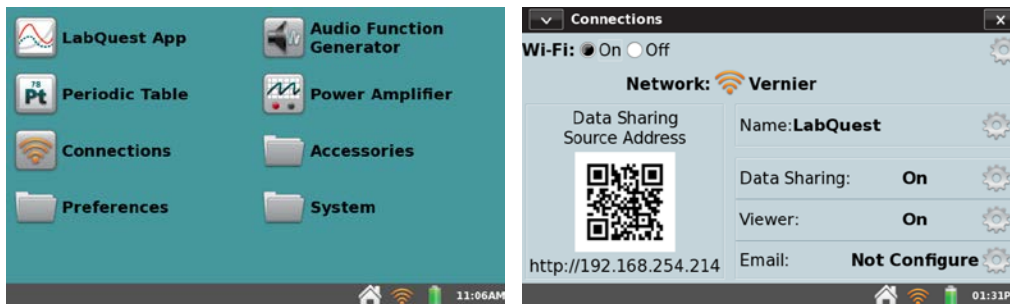 LabQuest App
Audio Function
Generator
78
Pt
Periodic Table
Power Amplifier
Connections
Accessories
Preferences
System
11:06AM
Connections
x
Wi-Fi: On Off
Network: Vernier
Data Sharing
Source Address
http://192.168.254.214
Name:LabQuest
Data Sharing: On
Viewer: On
Email: Not Configure
01:31P